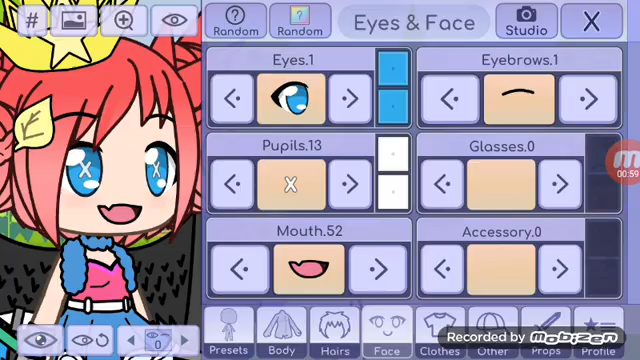 #
Random
Random
Eyes & Face
Studio
X
Eyes.1
Eyebrows.1
Pupils.13
Glasses.0
00:59
Mouth.52
Accessory.0
0
Presets
Body
Hairs
Face
Clothes
Other
Props
Profile
Recorded by Mobizen